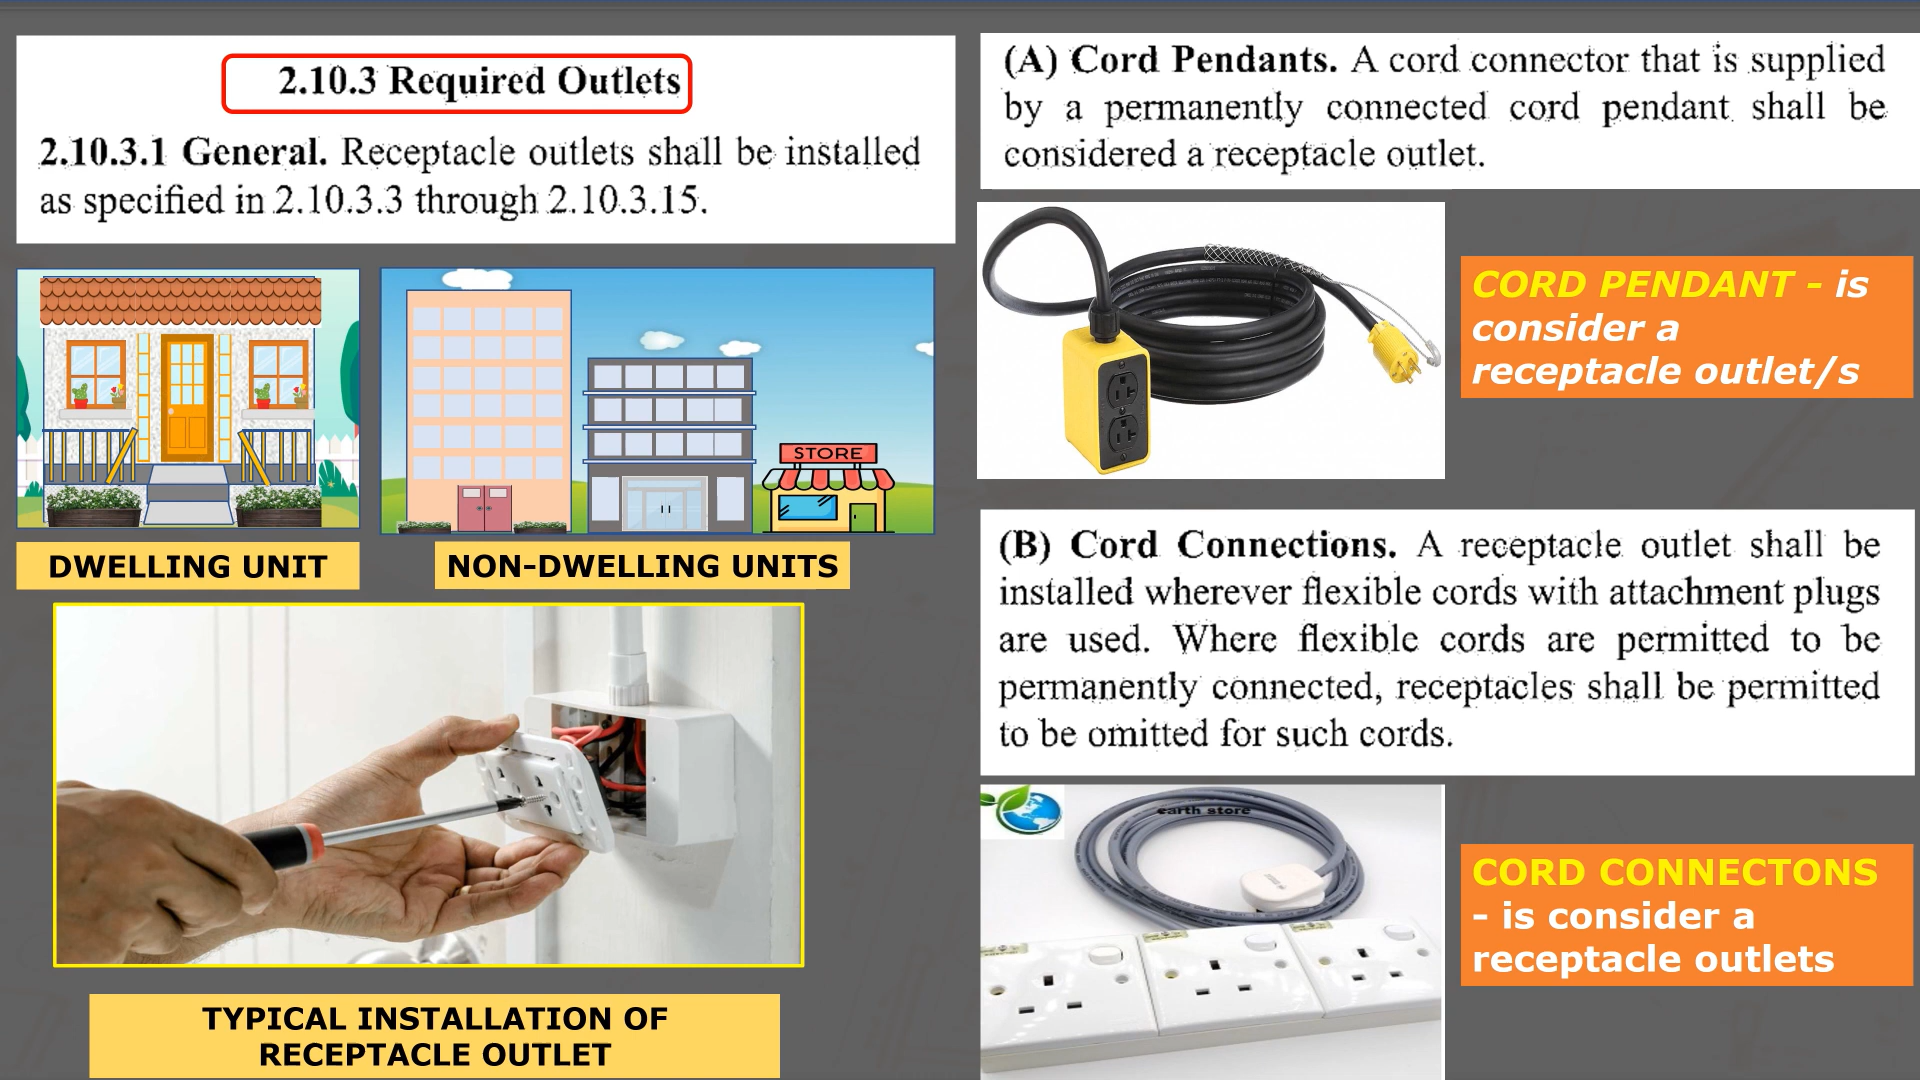 2.10.3 Required Outlets
2.10.3.1 General. Receptacle outlets shall be installed
as specified in 2.10.3.3 through 2.10.3.15.
STORE
DWELLING UNIT
NON-DWELLING UNITS
TYPICAL INSTALLATION OF
RECEPTACLE OUTLET
(A) Cord Pendants. A cord connector that is supplied
by a permanently connected cord pendant shall be
considered a receptacle outlet.
CORD PENDANT - is
consider a
receptacle outlet/s
(B) Cord Connections. A receptacle outlet shall be
installed wherever flexible cords with attachment plugs
are used. Where flexible cords are permitted to be
permanently connected, receptacles shall be permitted
to be omitted for such cords.
earth store
CORD CONNECTONS
- is consider a
receptacle outlets